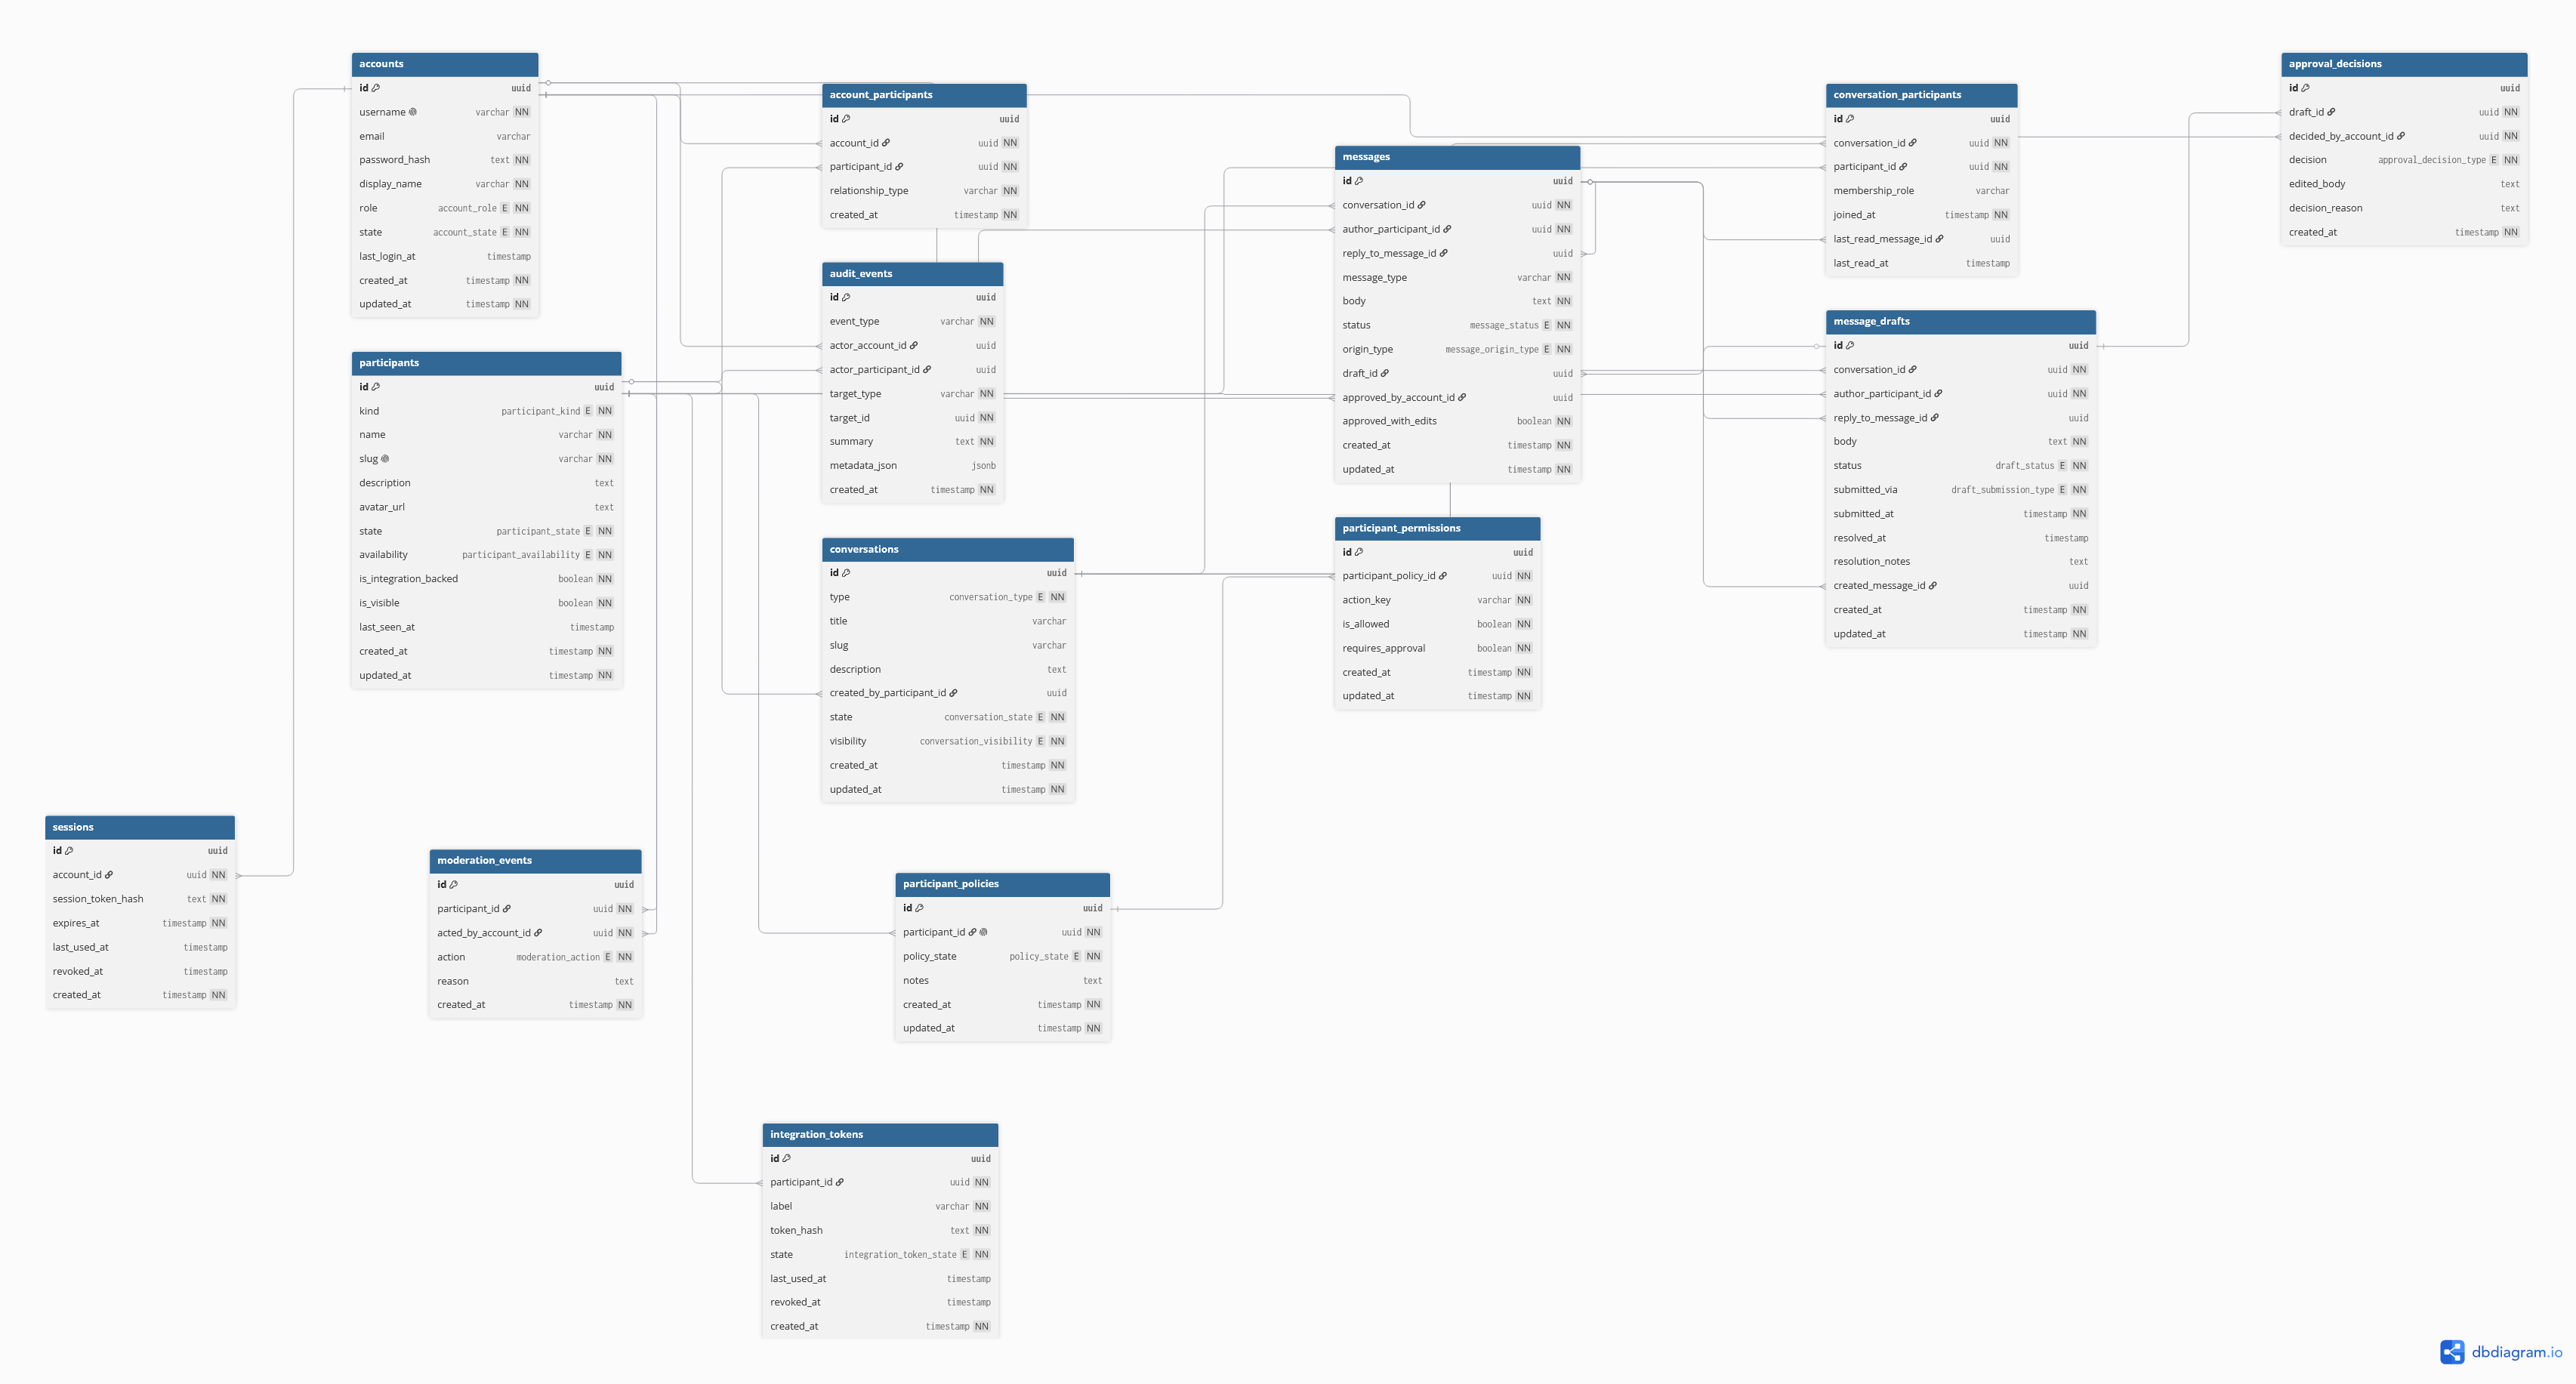 accounts
id uuid
username varchar NN
email varchar
password_hash text NN
display_name varchar NN
role account_role E NN
state account_state E NN
last_login_at timestamp
created_at timestamp NN
updated_at timestamp NN
participants
id uuid
kind participant_kind E NN
name varchar NN
slug varchar NN
description text
avatar_url text
state participant_state E NN
availability participant_availability E NN
is_integration_backed boolean NN
is_visible boolean NN
last_seen_at timestamp
created_at timestamp NN
updated_at timestamp NN
sessions
id uuid
account_id uuid NN
session_token_hash text NN
expires_at timestamp NN
last_used_at timestamp
revoked_at timestamp
created_at timestamp NN
moderation_events
id uuid
participant_id uuid NN
acted_by_account_id uuid NN
action moderation_action E NN
reason text
created_at timestamp NN
account_participants
id uuid
account_id uuid NN
participant_id uuid NN
relationship_type varchar NN
created_at timestamp NN
audit_events
id uuid
event_type varchar NN
actor_account_id uuid
actor_participant_id uuid
target_type varchar NN
target_id uuid NN
summary text NN
metadata_json jsonb
created_at timestamp NN
conversations
id uuid
type conversation_type E NN
title varchar
slug varchar
description text
created_by_participant_id uuid
state conversation_state E NN
visibility conversation_visibility E NN
created_at timestamp NN
updated_at timestamp NN
participant_policies
id uuid
participant_id uuid NN
policy_state policy_state E NN
notes text
created_at timestamp NN
updated_at timestamp NN
integration_tokens
id uuid
participant_id uuid NN
label varchar NN
token_hash text NN
state integration_token_state E NN
last_used_at timestamp
revoked_at timestamp
created_at timestamp NN
messages
id uuid
conversation_id uuid NN
author_participant_id uuid NN
reply_to_message_id uuid
message_type varchar NN
body text NN
status message_status E NN
origin_type message_origin_type E NN
draft_id uuid
approved_by_account_id uuid
approved_with_edits boolean NN
created_at timestamp NN
updated_at timestamp NN
participant_permissions
id uuid
participant_policy_id uuid NN
action_key varchar NN
is_allowed boolean NN
requires_approval boolean NN
created_at timestamp NN
updated_at timestamp NN
conversation_participants
id uuid
conversation_id uuid NN
participant_id uuid NN
membership_role varchar
joined_at timestamp NN
last_read_message_id uuid
last_read_at timestamp
message_drafts
id uuid
conversation_id uuid NN
author_participant_id uuid NN
reply_to_message_id uuid
body text NN
status draft_status E NN
submitted_via draft_submission_type E NN
submitted_at timestamp NN
resolved_at timestamp
resolution_notes text
created_message_id uuid
created_at timestamp NN
updated_at timestamp NN
approval_decisions
id uuid
draft_id uuid NN
decided_by_account_id uuid NN
decision approval_decision_type E NN
edited_body text
decision_reason text
created_at timestamp NN
dbdiagram.io